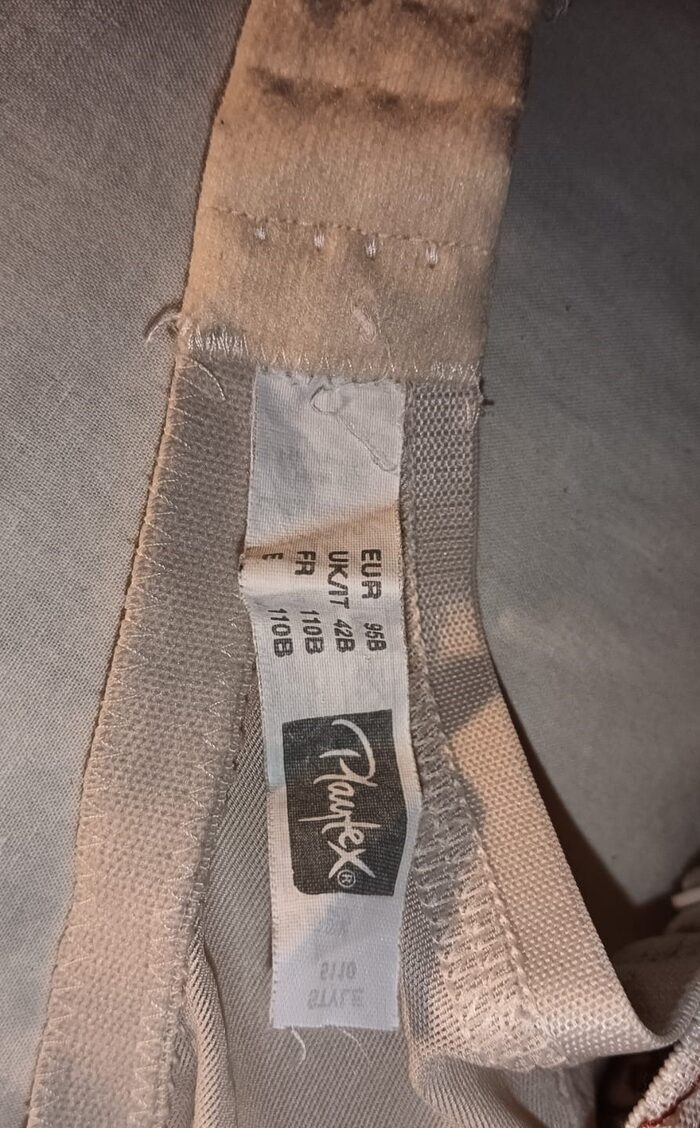 EUR 95B
UK/IT 42B
FR 110B
E 110B
Playtex®
STYLE